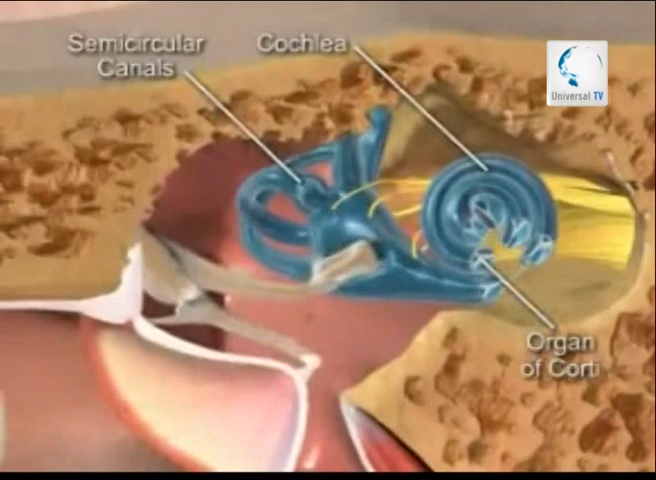 Semicircular
Canals
Cochlea
Universal TV
Organ
of Corti